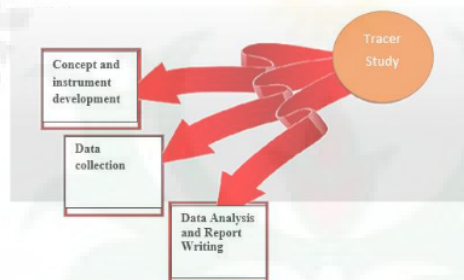 Tracer
Study
Concept and
instrument
development
Data
collection
Data Analysis
and Report
Writing